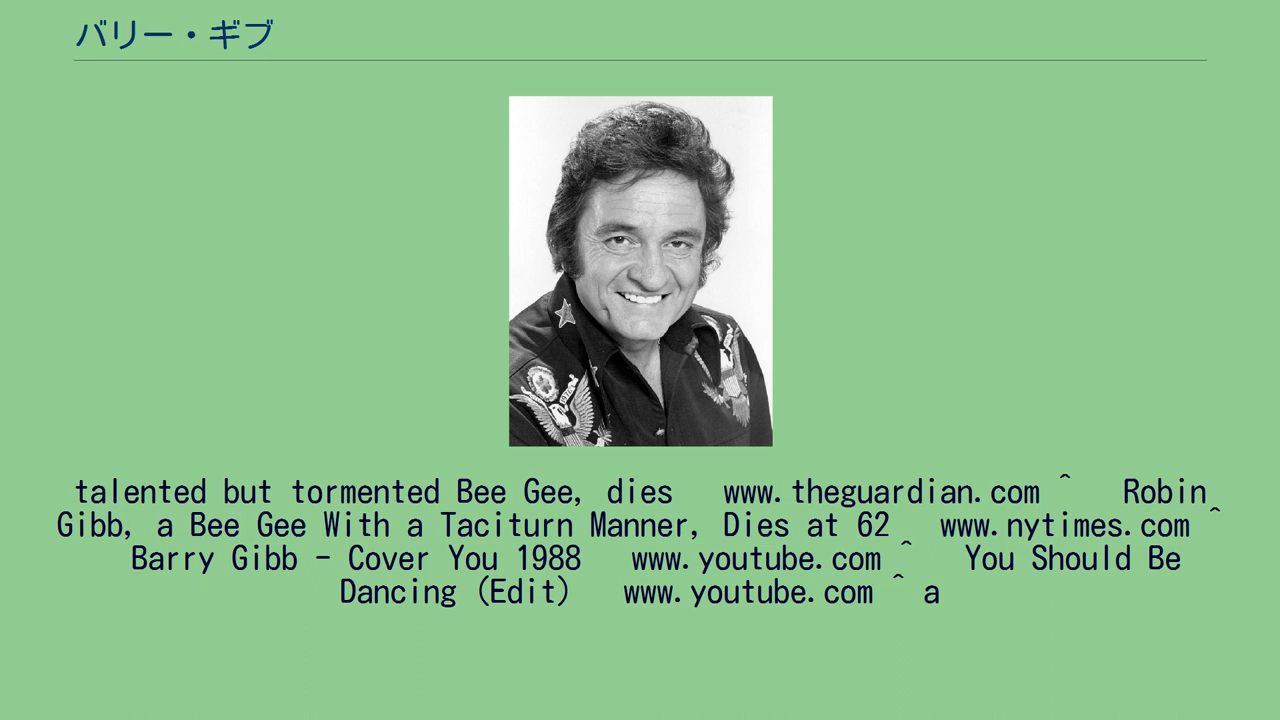 バリー・ギブ
talented but tormented Bee Gee, dies   www.theguardian.com ^   Robin
Gibb, a Bee Gee With a Taciturn Manner, Dies at 62   www.nytimes.com ^
Barry Gibb - Cover You 1988   www.youtube.com ^   You Should Be
Dancing (Edit)   www.youtube.com ^ a